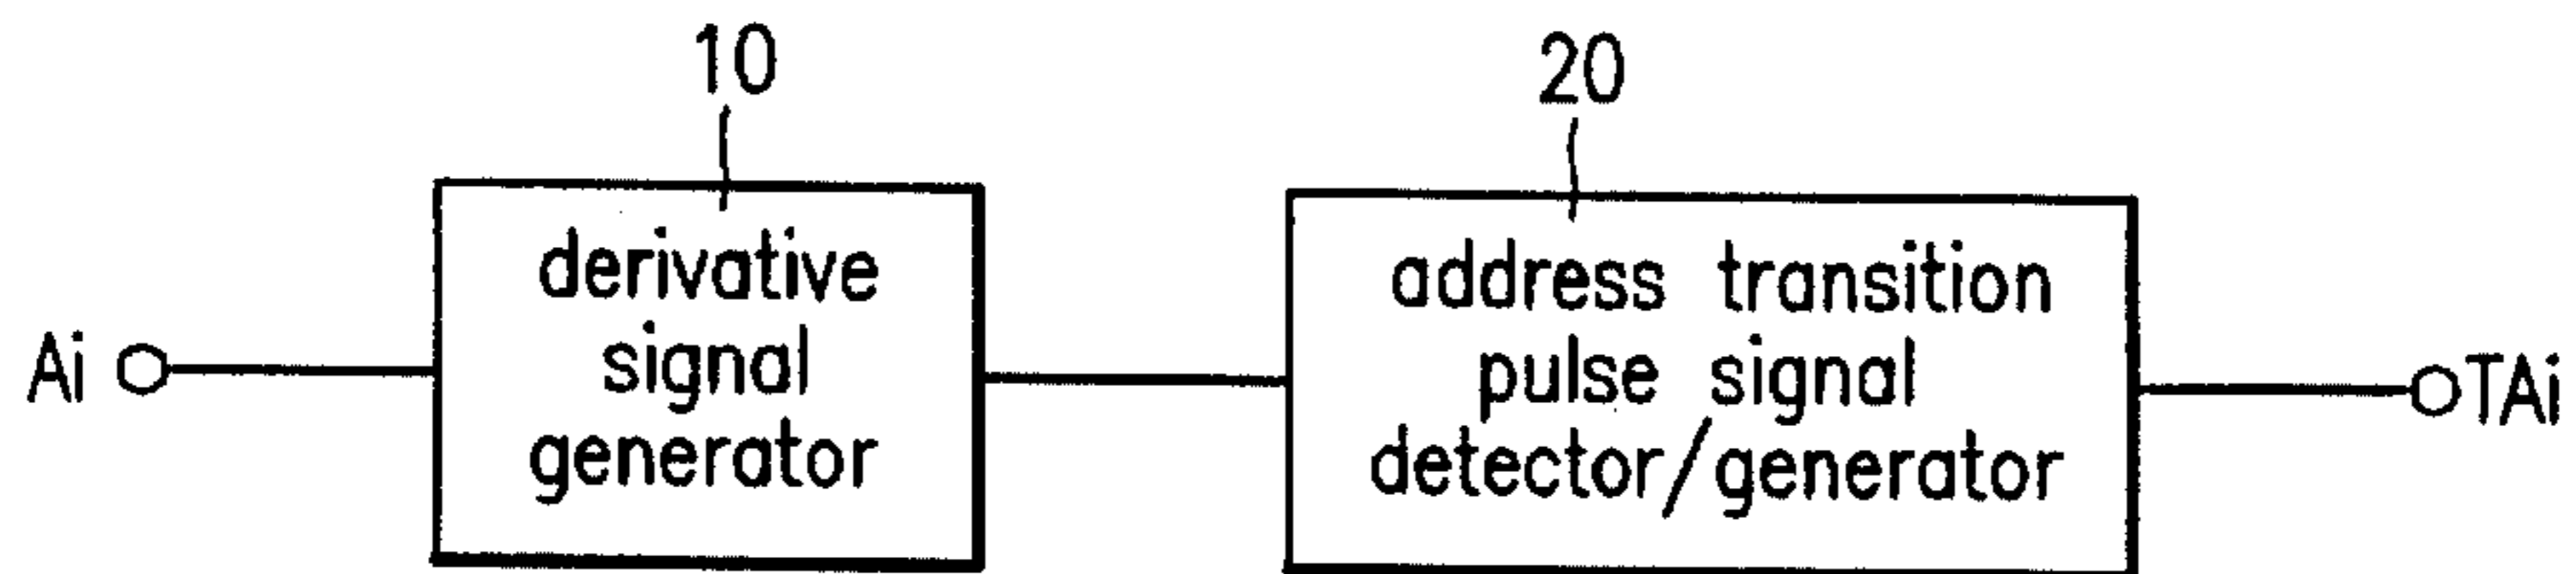 10
20
derivative
signal
generator
address transition
pulse signal
detector/generator
Ai
TAi